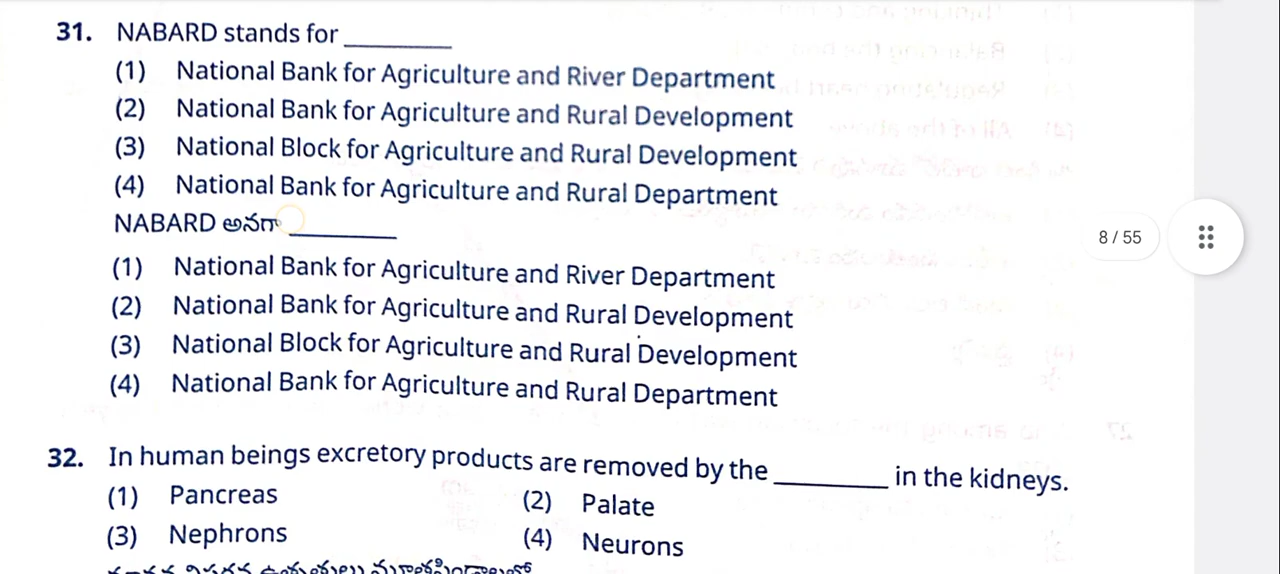 31. NABARD stands for ________
(1) National Bank for Agriculture and River Department
(2) National Bank for Agriculture and Rural Development
(3) National Block for Agriculture and Rural Development
(4) National Bank for Agriculture and Rural Department
NABARD అనగా ________
(1) National Bank for Agriculture and River Department
(2) National Bank for Agriculture and Rural Development
(3) National Block for Agriculture and Rural Development
(4) National Bank for Agriculture and Rural Department
8 / 55
32. In human beings excretory products are removed by the ________ in the kidneys.
(1) Pancreas (2) Palate
(3) Nephrons (4) Neurons